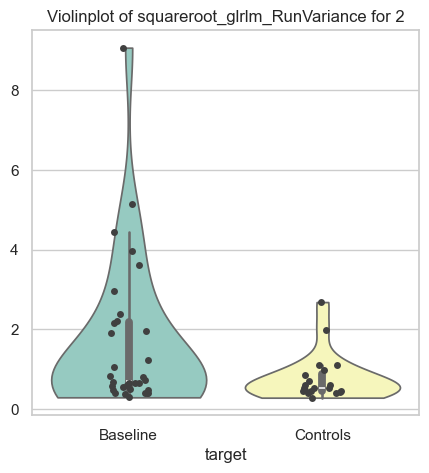 Violinplot of squareroot_glrlm_RunVariance for 2
8
6
4
2
0
Baseline
Controls
target